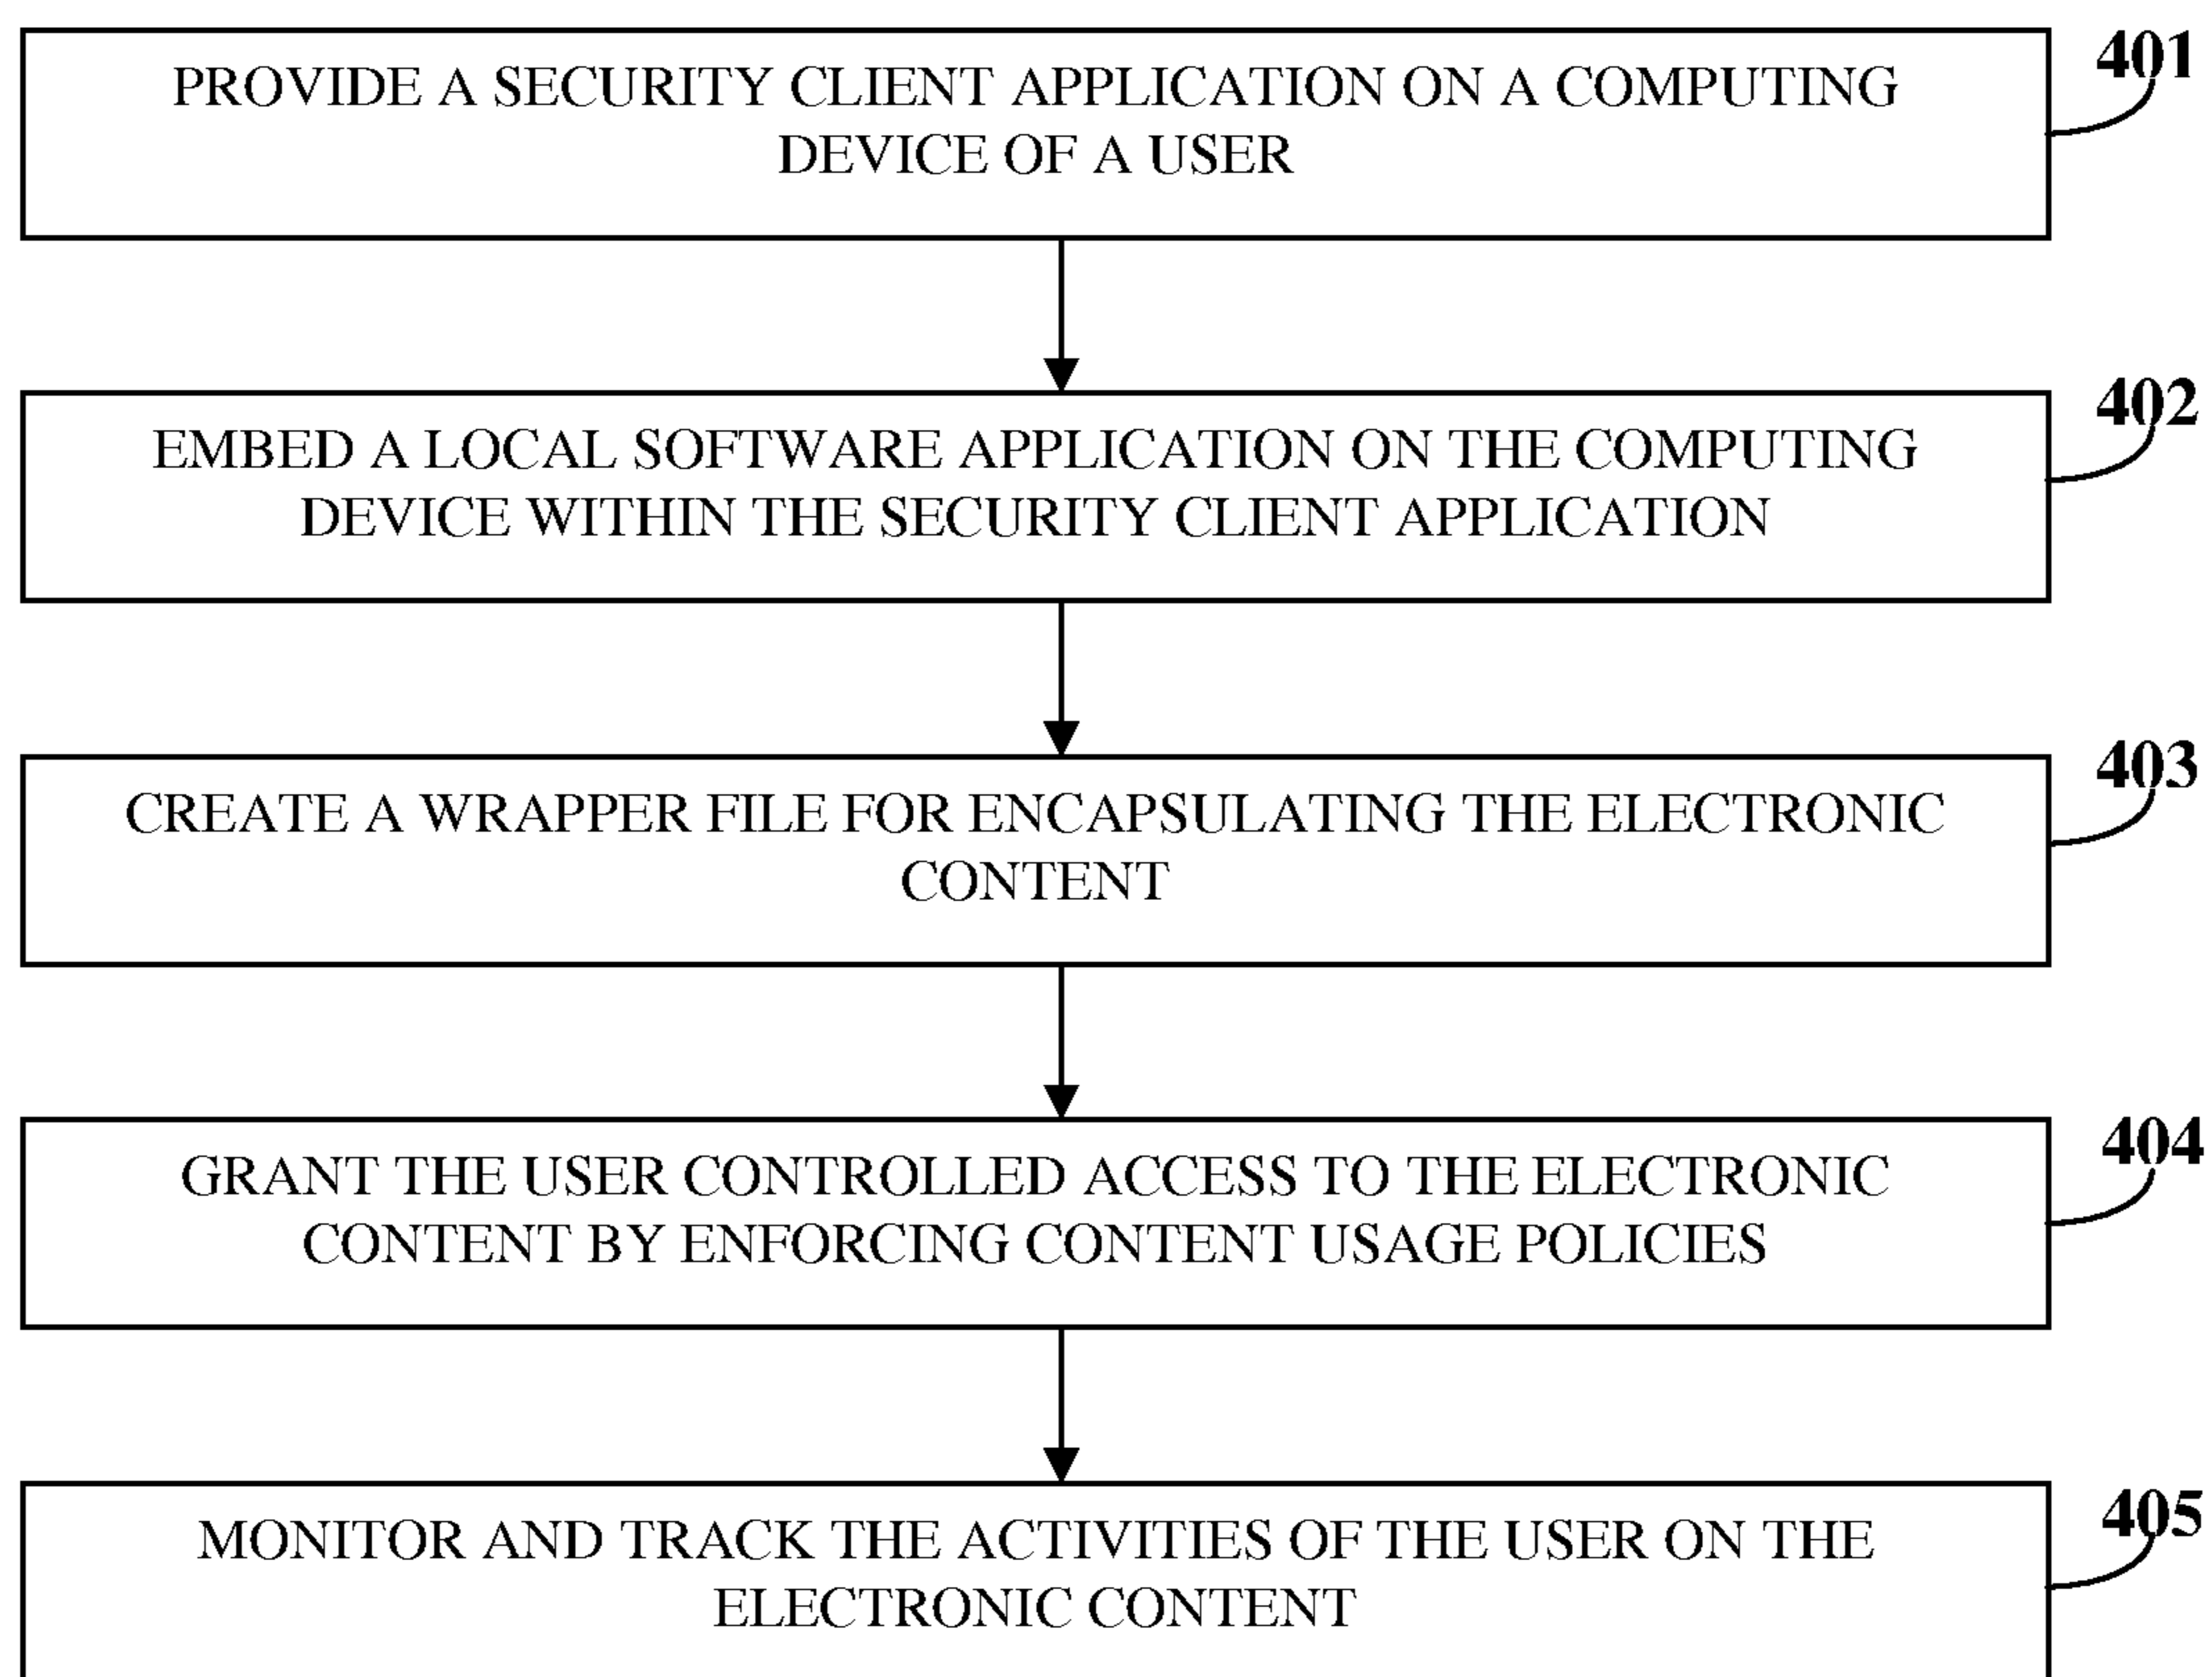 PROVIDE A SECURITY CLIENT APPLICATION ON A COMPUTING
DEVICE OF A USER
401
EMBED A LOCAL SOFTWARE APPLICATION ON THE COMPUTING
DEVICE WITHIN THE SECURITY CLIENT APPLICATION
402
CREATE A WRAPPER FILE FOR ENCAPSULATING THE ELECTRONIC
CONTENT
403
GRANT THE USER CONTROLLED ACCESS TO THE ELECTRONIC
CONTENT BY ENFORCING CONTENT USAGE POLICIES
404
MONITOR AND TRACK THE ACTIVITIES OF THE USER ON THE
ELECTRONIC CONTENT
405